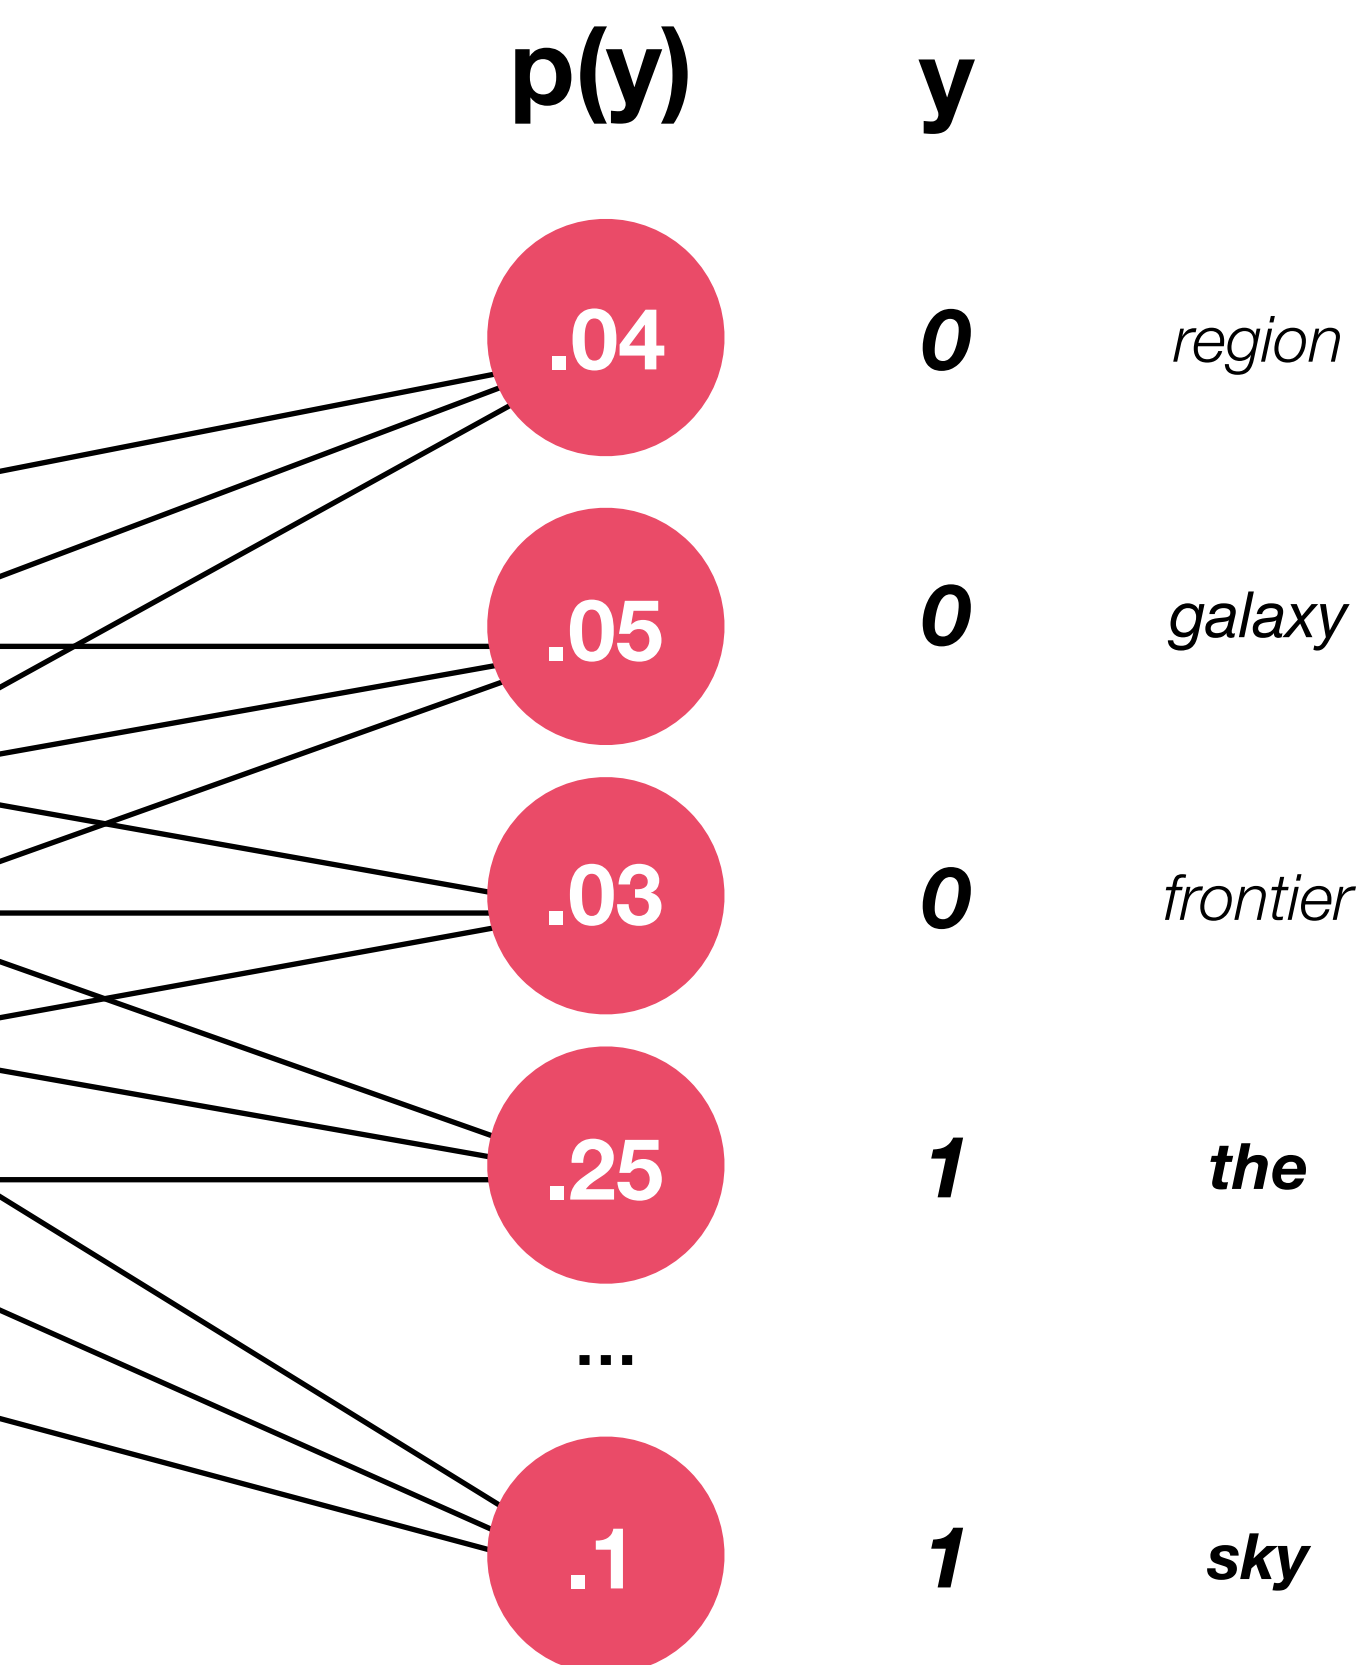 p(y) y
.04 0 region
.05 0 galaxy
.03 0 frontier
.25 1 the
...
.1 1 sky